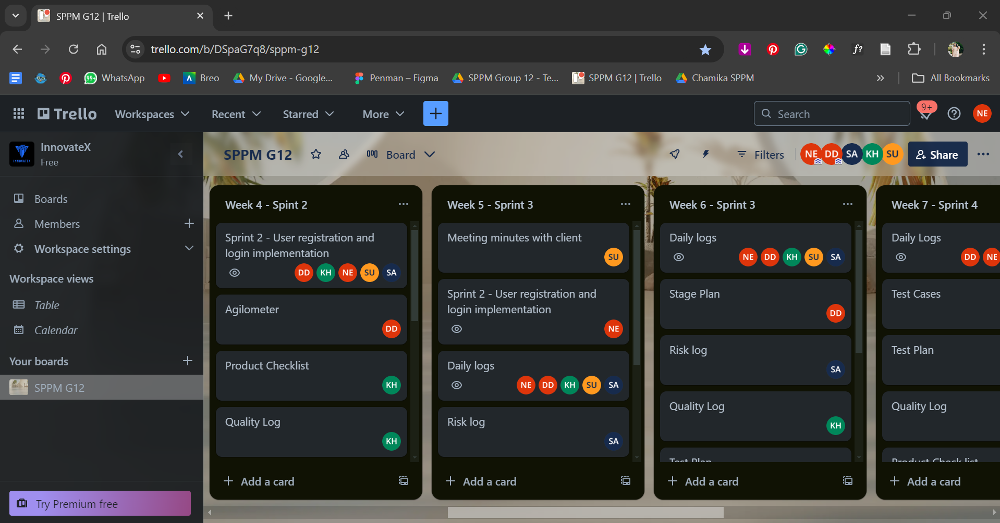 SPPM G12 | Trello
trello.com/b/DSpaG7q8/sppm-g12
f?
99+
WhatsApp
Breo
My Drive - Google...
Penman – Figma
SPPM Group 12 - Te...
SPPM G12 | Trello
Chamika SPPM
All Bookmarks
Trello
Workspaces
Recent
Starred
More
Search
9+
NE
INNOVATEX
InnovateX
Free
SPPM G12
Board
Filters
NE
DD
SA
KH
SU
Share
Boards
Members
Workspace settings
Workspace views
Table
Calendar
Your boards
SPPM G12
Try Premium free
Week 4 - Spint 2
Sprint 2 - User registration and
login implementation
DD KH NE SU SA
Agilometer
DD
Product Checklist
KH
Quality Log
KH
Add a card
Week 5 - Sprint 3
Meeting minutes with client
SU
Sprint 2 - User registration and
login implementation
NE
Daily logs
NE DD KH SU SA
Risk log
SA
Add a card
Week 6 - Sprint 3
Daily logs
NE DD KH SU SA
Stage Plan
DD
Risk log
SA
Quality Log
KH
Test Plan
Add a card
Week 7 - Sprint 4
Daily Logs
DD NE
Test Cases
Test Plan
Quality Log
Product Check list
Add a card